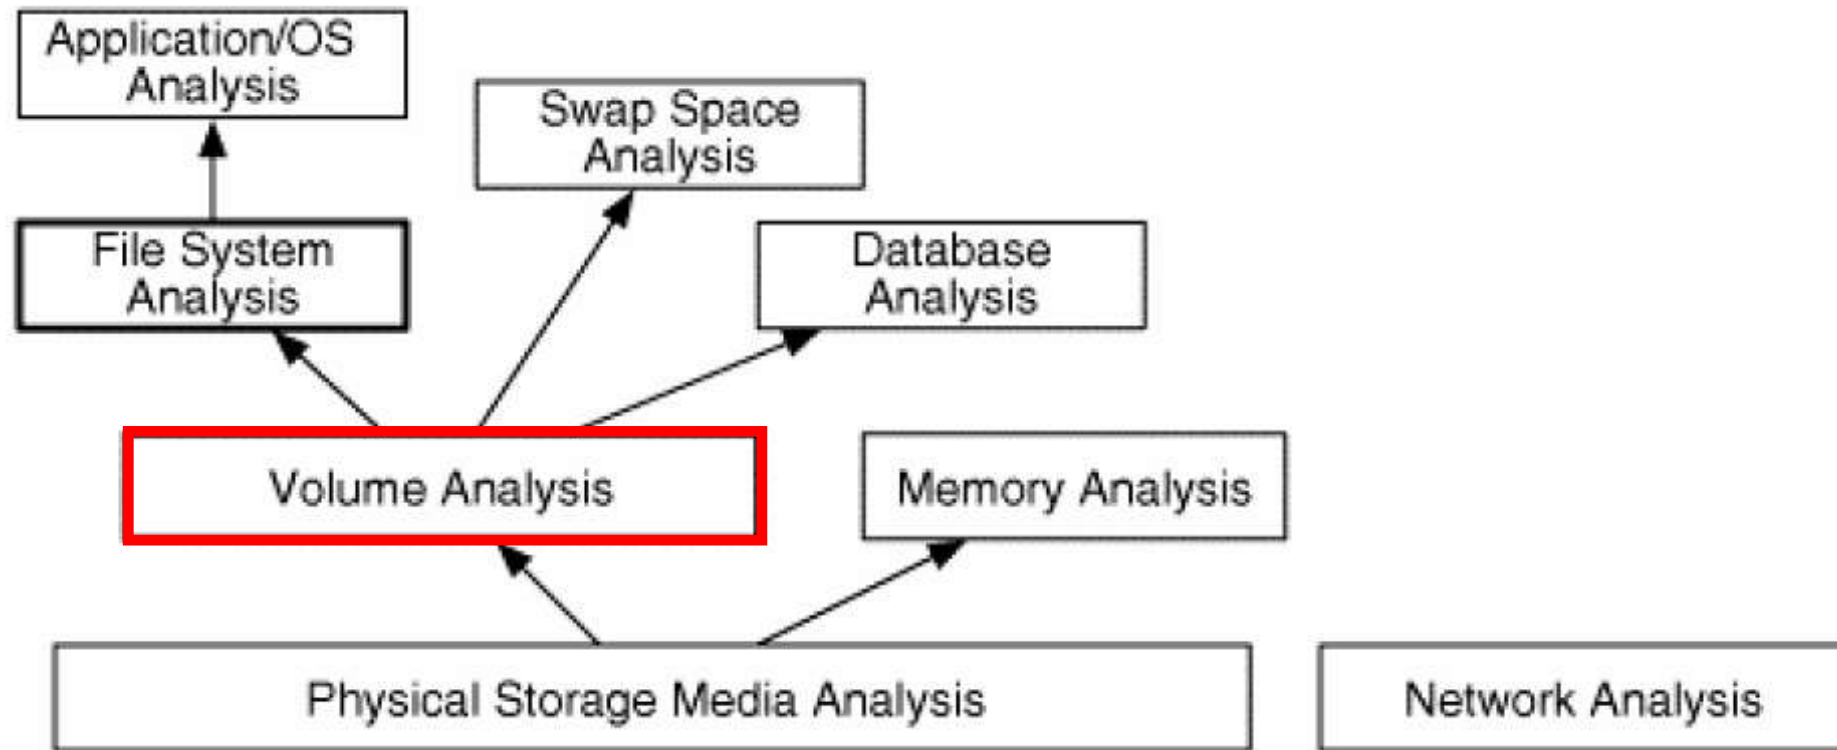 Application/OS
Analysis
Swap Space
Analysis
File System
Analysis
Database
Analysis
Volume Analysis
Memory Analysis
Physical Storage Media Analysis
Network Analysis